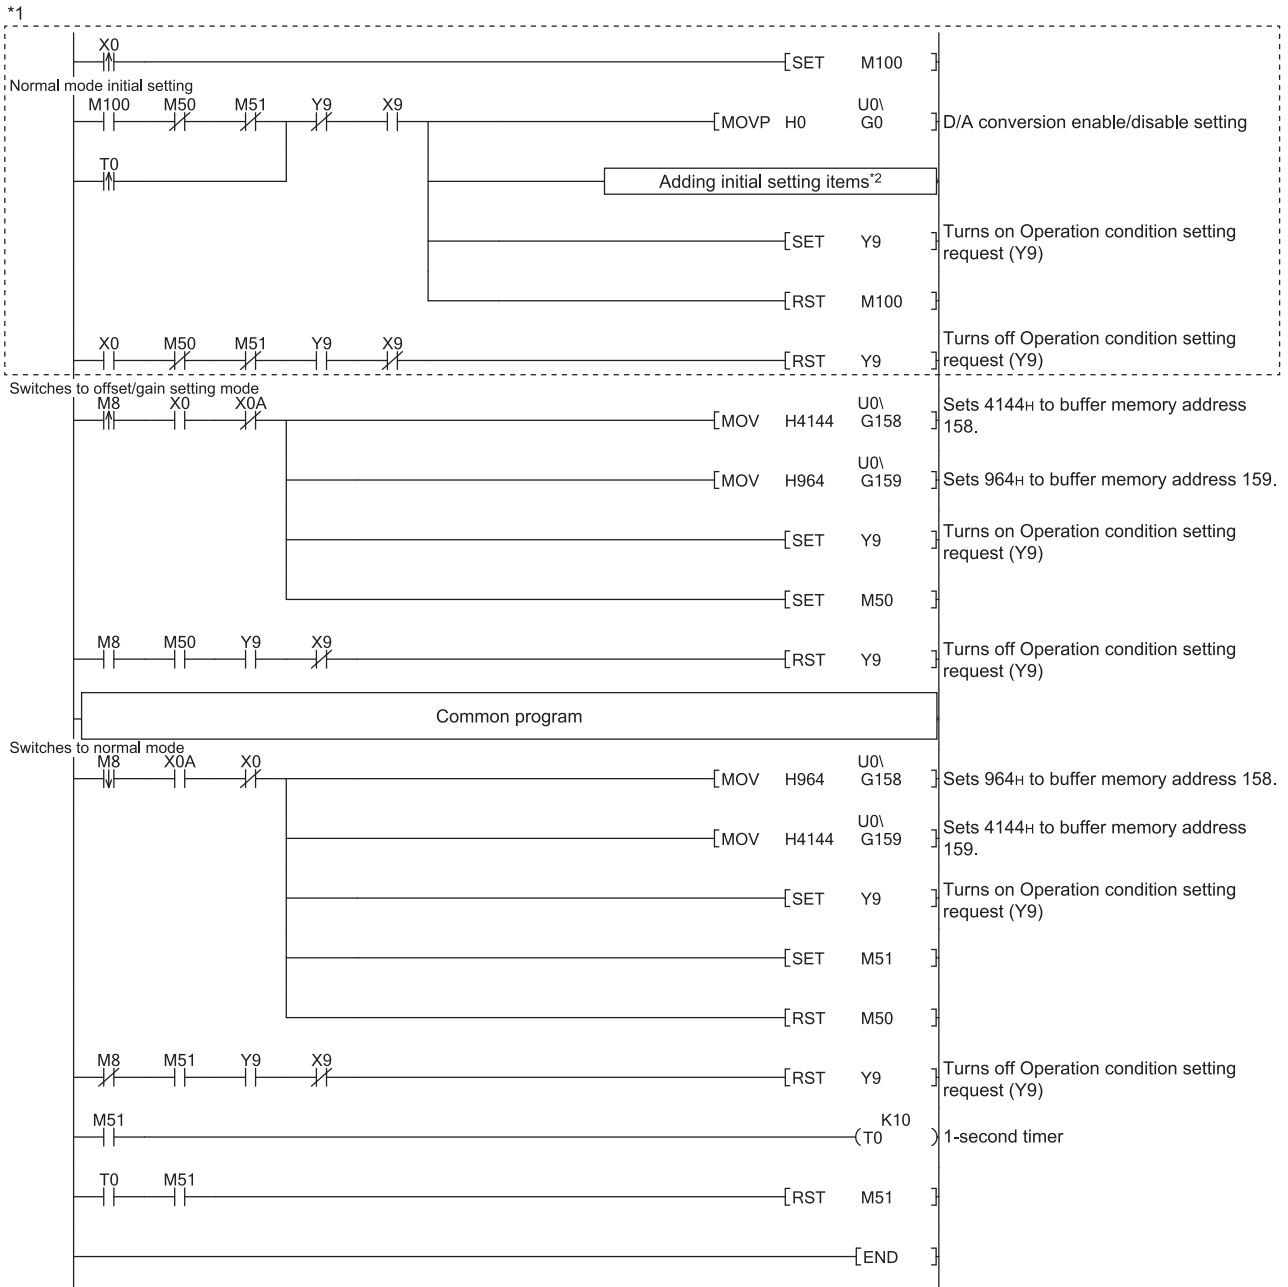 *1
X0
[SET M100 ]
Normal mode initial setting
M100 M50 M51 Y9 X9
[MOVP H0 U0\ G0 ] D/A conversion enable/disable setting
T0
Adding initial setting items*2
[SET Y9 ] Turns on Operation condition setting
request (Y9)
[RST M100 ]
X0 M50 M51 Y9 X9
[RST Y9 ] Turns off Operation condition setting
request (Y9)
Switches to offset/gain setting mode
M8 X0 X0A
[MOV H4144 U0\ G158 ] Sets 4144H to buffer memory address
158.
[MOV H964 U0\ G159 ] Sets 964H to buffer memory address 159.
[SET Y9 ] Turns on Operation condition setting
request (Y9)
[SET M50 ]
M8 M50 Y9 X9
[RST Y9 ] Turns off Operation condition setting
request (Y9)
Common program
Switches to normal mode
M8 X0A X0
[MOV H964 U0\ G158 ] Sets 964H to buffer memory address 158.
[MOV H4144 U0\ G159 ] Sets 4144H to buffer memory address
159.
[SET Y9 ] Turns on Operation condition setting
request (Y9)
[SET M51 ]
[RST M50 ]
M8 M51 Y9 X9
[RST Y9 ] Turns off Operation condition setting
request (Y9)
M51
K10
(T0 ) 1-second timer
T0 M51
[RST M51 ]
[END ]